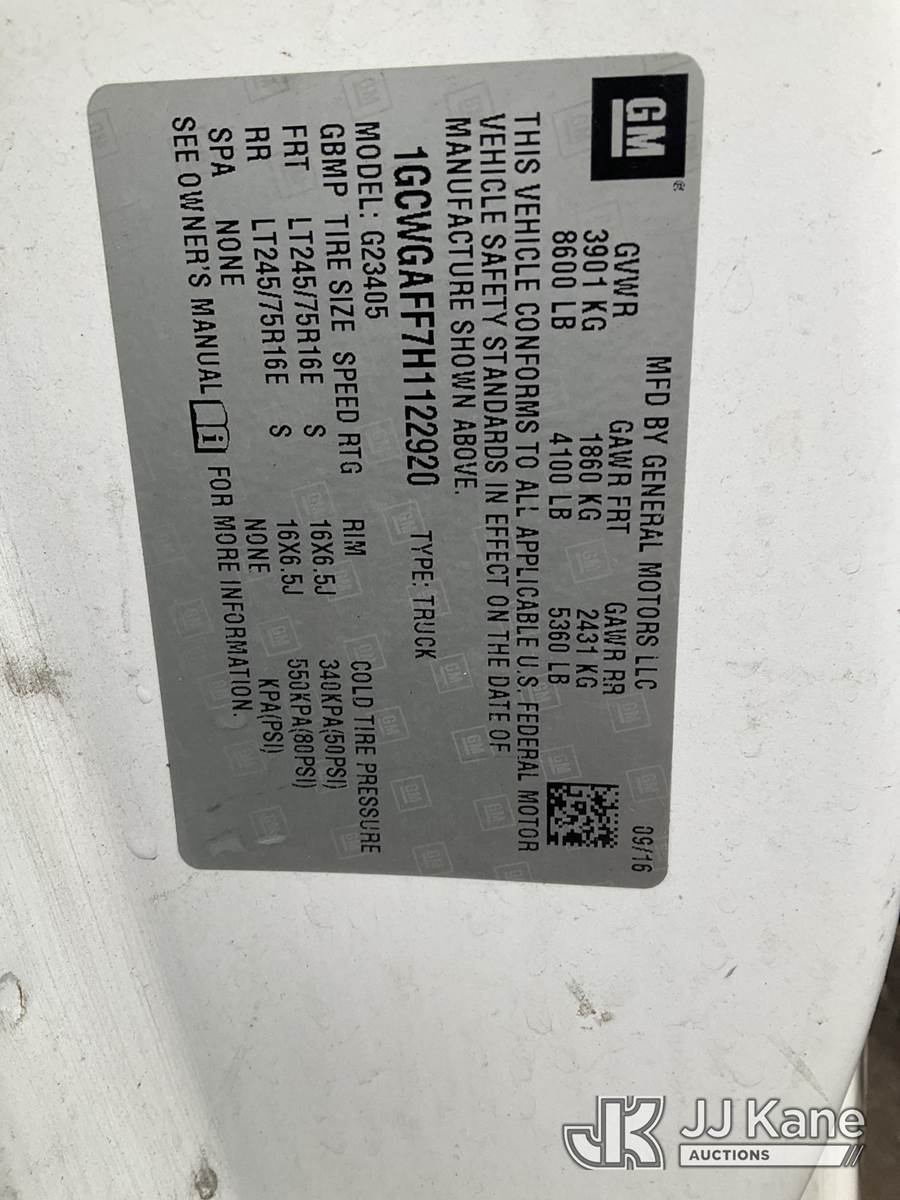 GM ®
MFD BY GENERAL MOTORS LLC 09/16
GVWR GAWR FRT GAWR RR
3901 KG 1860 KG 2431 KG
8600 LB 4100 LB 5360 LB
THIS VEHICLE CONFORMS TO ALL APPLICABLE U.S. FEDERAL MOTOR
VEHICLE SAFETY STANDARDS IN EFFECT ON THE DATE OF
MANUFACTURE SHOWN ABOVE.
1GCWGAFF7H1122920 TYPE: TRUCK
MODEL: G23405
GBMP TIRE SIZE SPEED RTG RIM COLD TIRE PRESSURE
FRT LT245/75R16E S 16X6.5J 340KPA(50PSI)
RR LT245/75R16E S 16X6.5J 550KPA(80PSI)
SPA NONE NONE KPA(PSI)
SEE OWNER'S MANUAL i FOR MORE INFORMATION.
JK JJ Kane
AUCTIONS